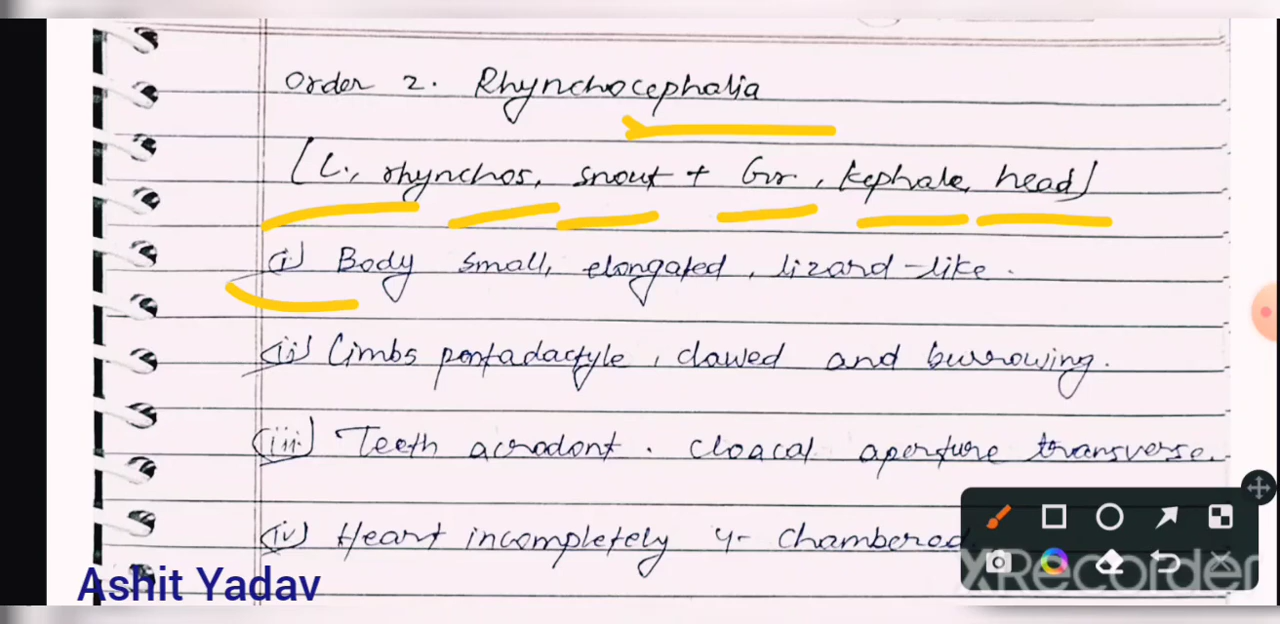 Order 2. Rhynchocephalia
[L., rhynchos, snout + Gr., kephale, head]
(i) Body small, elongated, lizard-like.
(ii) Limbs pentadactyle, clawed and burrowing.
(iii) Teeth acrodont. cloacal aperture transverse.
(iv) Heart incompletely 4-chambered.
Ashit Yadav
XRecorder